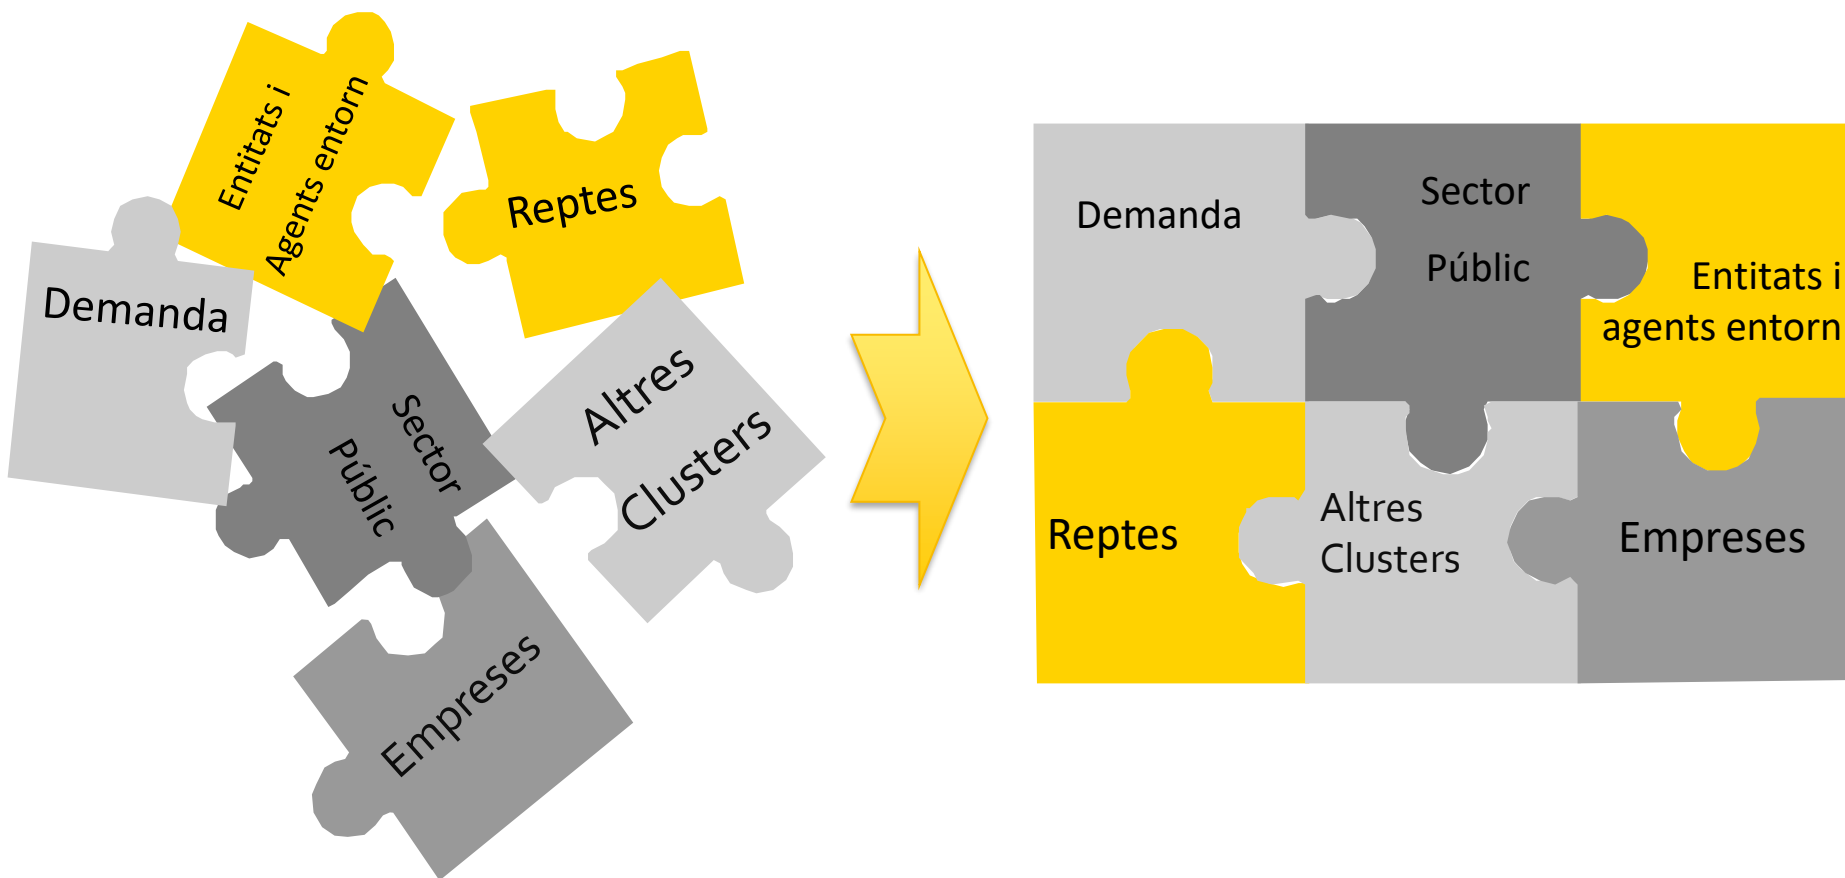 Entitats i
Agents entorn
Reptes
Demanda
Sector
Públic
Altres
Clusters
Empreses
Demanda
Sector
Públic
Entitats i
agents entorn
Reptes
Altres
Clusters
Empreses